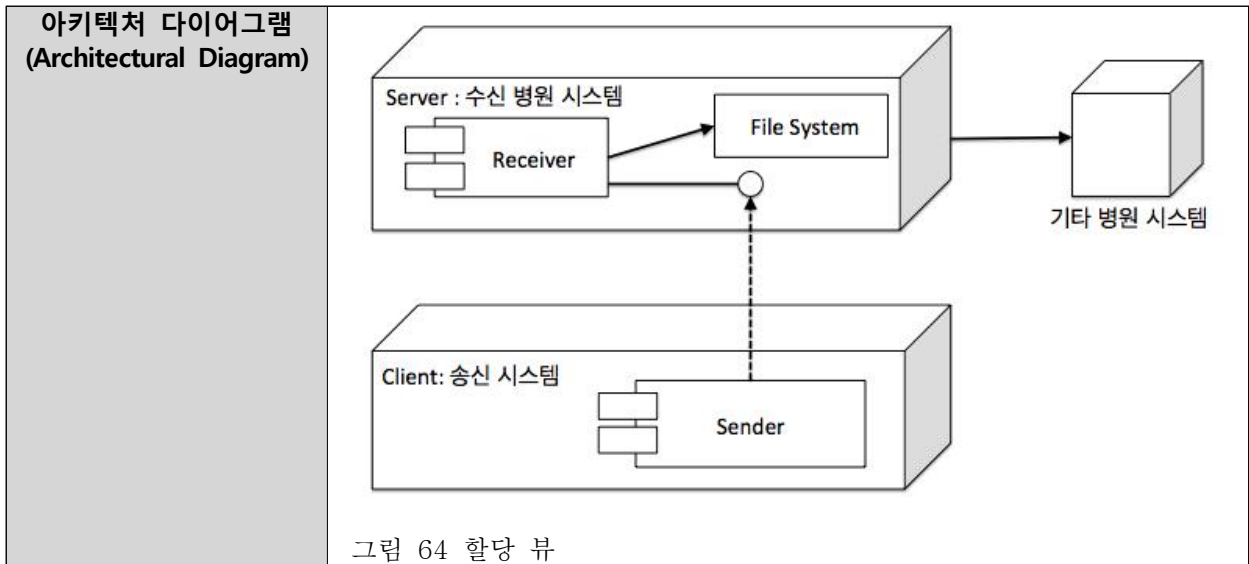 아키텍처 다이어그램
(Architectural Diagram)
Server : 수신 병원 시스템
File System
Receiver
기타 병원 시스템
Client: 송신 시스템
Sender
그림 64 할당 뷰